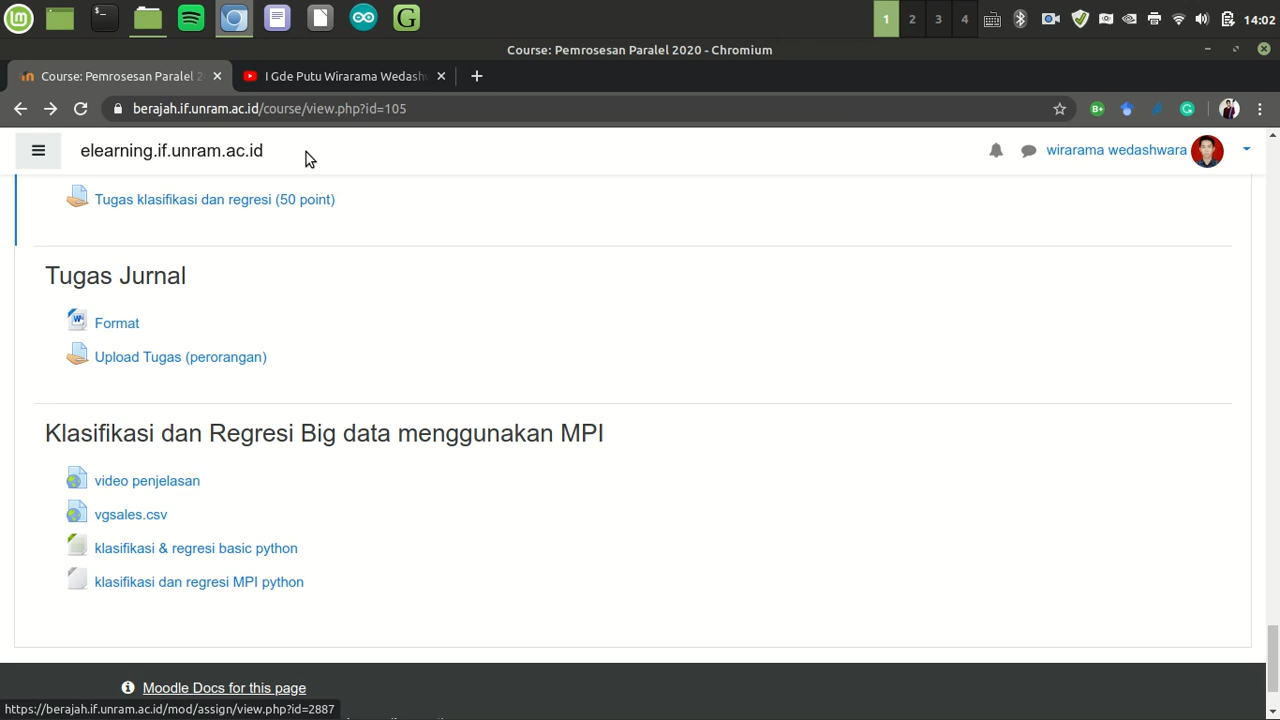 1 2 3 4 14:02
Course: Pemrosesan Paralel 2020 - Chromium
Course: Pemrosesan Paralel 2 I Gde Putu Wirarama Wedash
berajah.if.unram.ac.id/course/view.php?id=105
elearning.if.unram.ac.id wirarama wedashwara
Tugas klasifikasi dan regresi (50 point)
Tugas Jurnal
Format
Upload Tugas (perorangan)
Klasifikasi dan Regresi Big data menggunakan MPI
video penjelasan
vgsales.csv
klasifikasi & regresi basic python
klasifikasi dan regresi MPI python
Moodle Docs for this page
https://berajah.if.unram.ac.id/mod/assign/view.php?id=2887